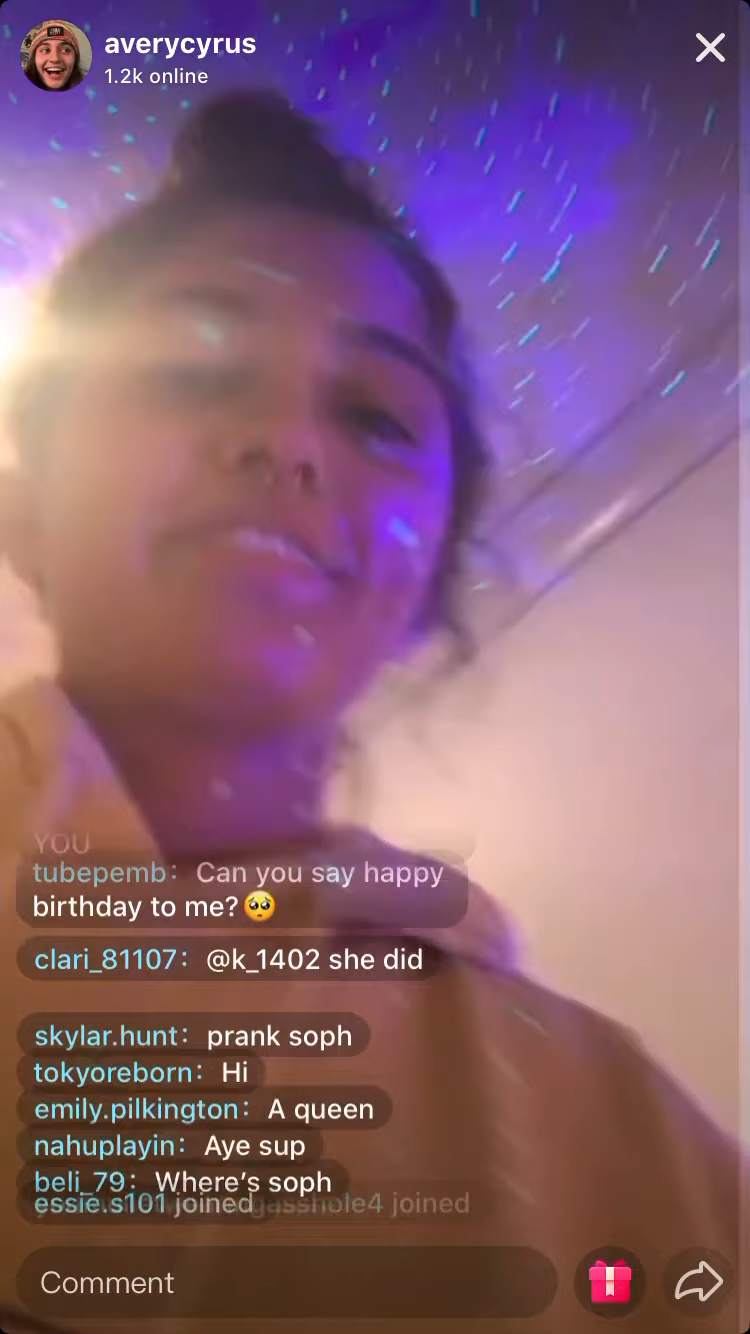 averycyrus
1.2k online
YOU
tubepemb: Can you say happy
birthday to me?🥺
clari_81107: @k_1402 she did
skylar.hunt: prank soph
tokyoreborn: Hi
emily.pilkington: A queen
nahuplayin: Aye sup
beli_79: Where's soph
essie.s101 joined
joined
Comment